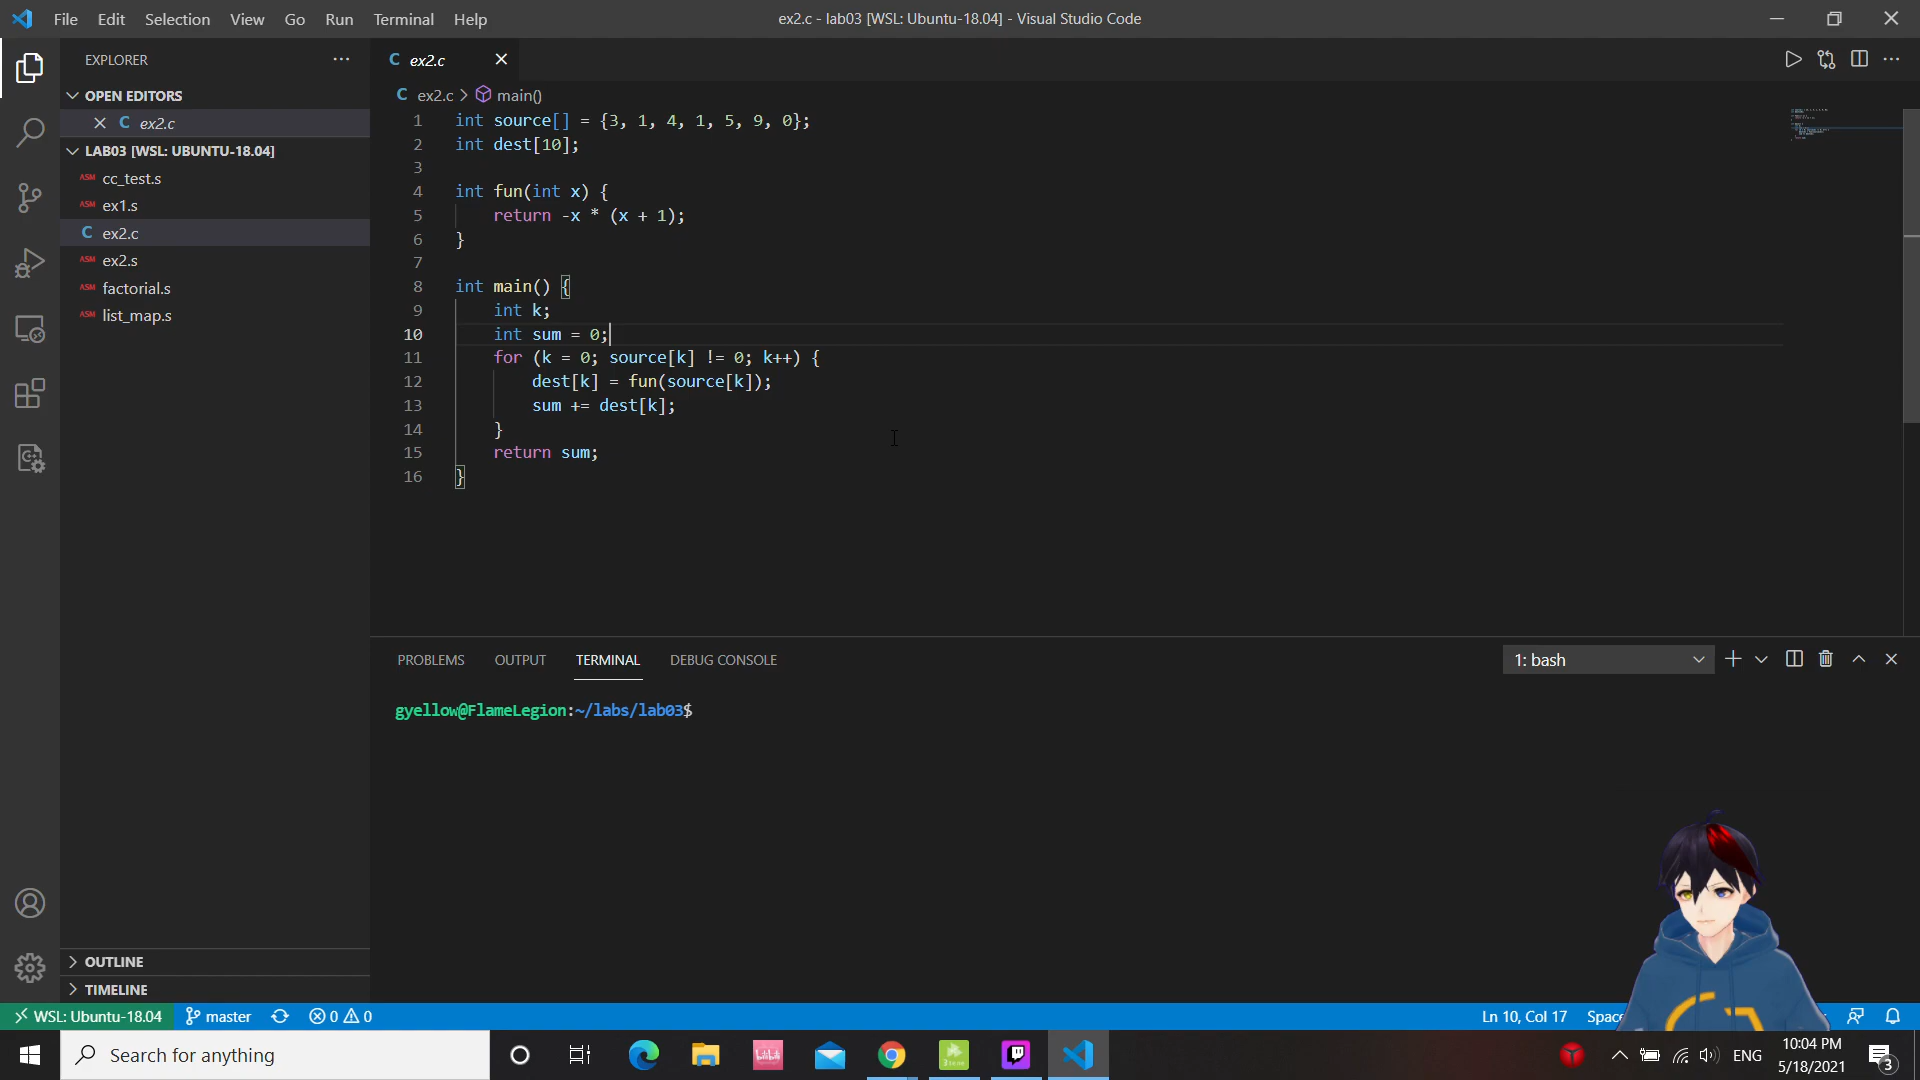 File Edit Selection View Go Run Terminal Help
ex2.c - lab03 [WSL: Ubuntu-18.04] - Visual Studio Code
EXPLORER
OPEN EDITORS
C ex2.c
LAB03 [WSL: UBUNTU-18.04]
ASM cc_test.s
ASM ex1.s
C ex2.c
ASM ex2.s
ASM factorial.s
ASM list_map.s
OUTLINE
TIMELINE
C ex2.c
C ex2.c > main()
1 int source[] = {3, 1, 4, 1, 5, 9, 0};
2 int dest[10];
3
4 int fun(int x) {
5 return -x * (x + 1);
6 }
7
8 int main() {
9 int k;
10 int sum = 0;
11 for (k = 0; source[k] != 0; k++) {
12 dest[k] = fun(source[k]);
13 sum += dest[k];
14 }
15 return sum;
16 }
PROBLEMS OUTPUT TERMINAL DEBUG CONSOLE
1: bash
gyellow@FlameLegion:~/labs/lab03$
WSL: Ubuntu-18.04 master 0 0
Ln 10, Col 17
Search for anything
ENG
10:04 PM
5/18/2021
3